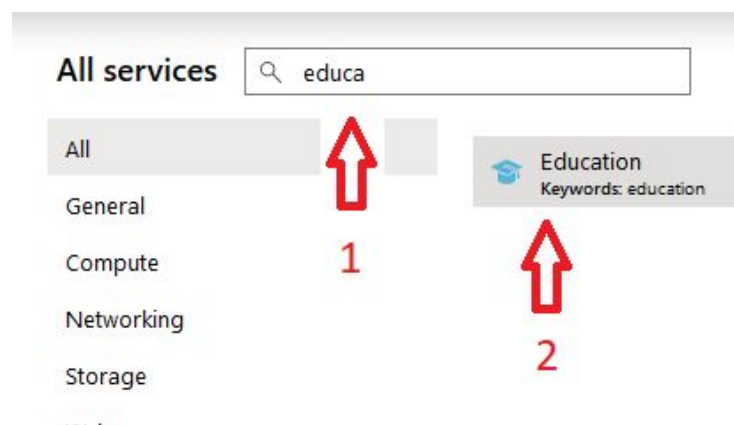 All services
educa
All
Education
Keywords: education
General
Compute
1
Networking
Storage
2